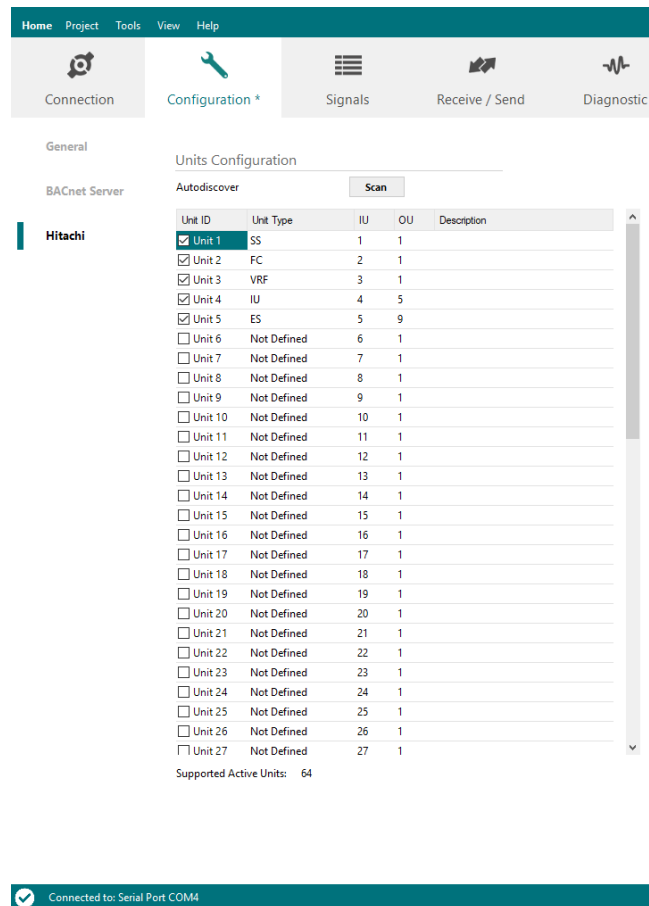 Home Project Tools View Help
Connection Configuration * Signals Receive / Send Diagnostic
General
BACnet Server
Hitachi
Units Configuration
Autodiscover Scan
Unit ID Unit Type IU OU Description
Unit 1 SS 1 1
Unit 2 FC 2 1
Unit 3 VRF 3 1
Unit 4 IU 4 5
Unit 5 ES 5 9
Unit 6 Not Defined 6 1
Unit 7 Not Defined 7 1
Unit 8 Not Defined 8 1
Unit 9 Not Defined 9 1
Unit 10 Not Defined 10 1
Unit 11 Not Defined 11 1
Unit 12 Not Defined 12 1
Unit 13 Not Defined 13 1
Unit 14 Not Defined 14 1
Unit 15 Not Defined 15 1
Unit 16 Not Defined 16 1
Unit 17 Not Defined 17 1
Unit 18 Not Defined 18 1
Unit 19 Not Defined 19 1
Unit 20 Not Defined 20 1
Unit 21 Not Defined 21 1
Unit 22 Not Defined 22 1
Unit 23 Not Defined 23 1
Unit 24 Not Defined 24 1
Unit 25 Not Defined 25 1
Unit 26 Not Defined 26 1
Unit 27 Not Defined 27 1
Supported Active Units: 64
Connected to: Serial Port COM4